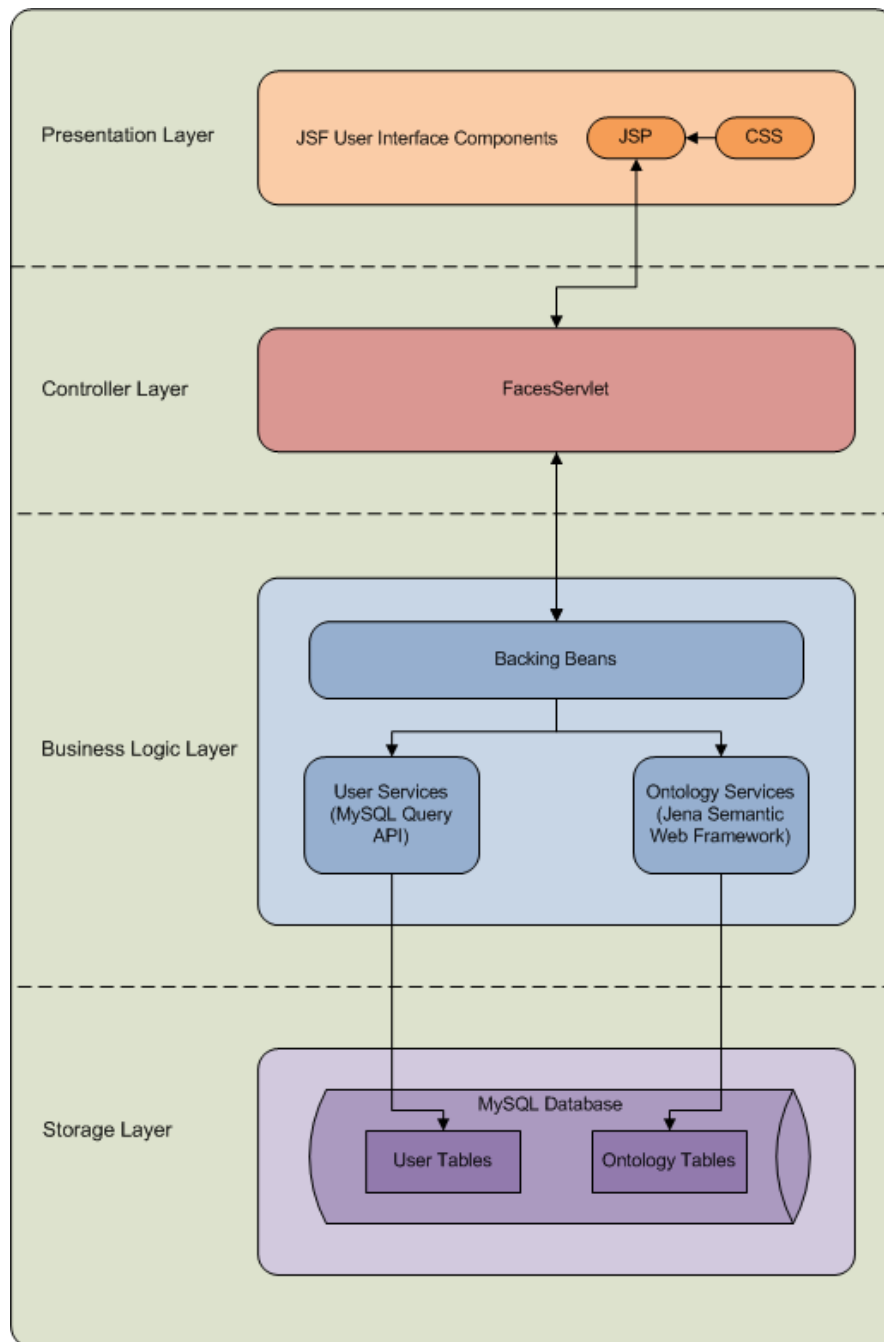 Presentation Layer
JSF User Interface Components
JSP
CSS
Controller Layer
FacesServlet
Business Logic Layer
Backing Beans
User Services
(MySQL Query
API)
Ontology Services
(Jena Semantic
Web Framework)
Storage Layer
MySQL Database
User Tables
Ontology Tables